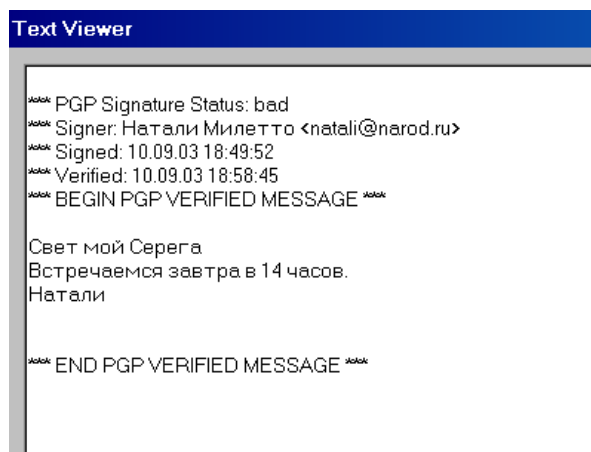 Text Viewer
*** PGP Signature Status: bad
*** Signer: Натали Милетто <natali@narod.ru>
*** Signed: 10.09.03 18:49:52
*** Verified: 10.09.03 18:58:45
*** BEGIN PGP VERIFIED MESSAGE ***
Свет мой Серега
Встречаемся завтра в 14 часов.
Натали
*** END PGP VERIFIED MESSAGE ***